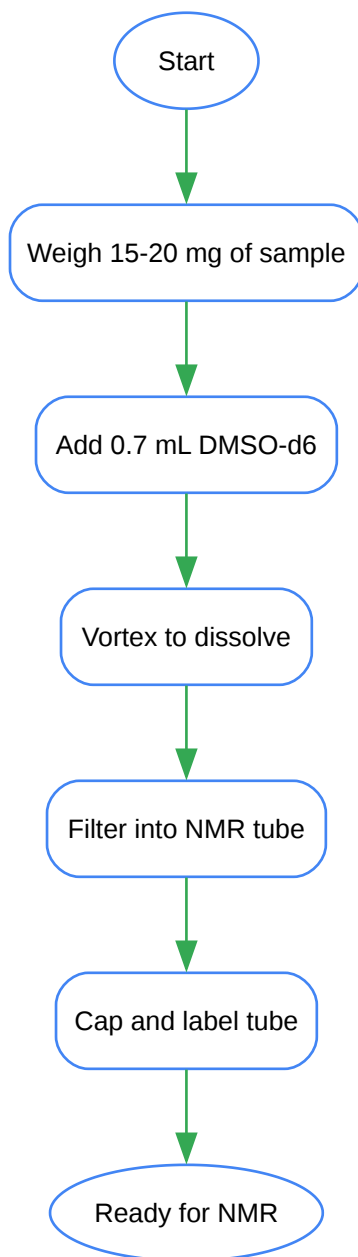 Start
Weigh 15-20 mg of sample
Add 0.7 mL DMSO-d6
Vortex to dissolve
Filter into NMR tube
Cap and label tube
Ready for NMR